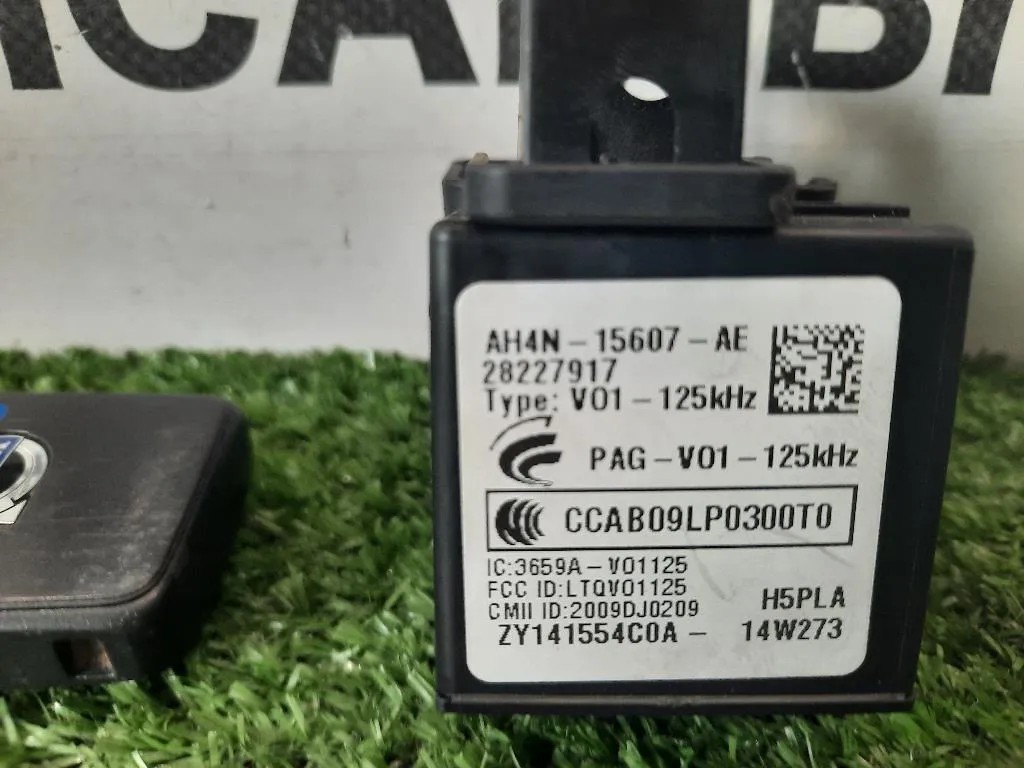 RICAMBI
AH4N-15607-AE
28227917
Type: V01-125kHz
PAG-V01-125kHz
CCAB09LP0300T0
IC:3659A-V01125
FCC ID:LTQV01125
CMII ID:2009DJ0209
H5PLA
ZY141554C0A- 14W273